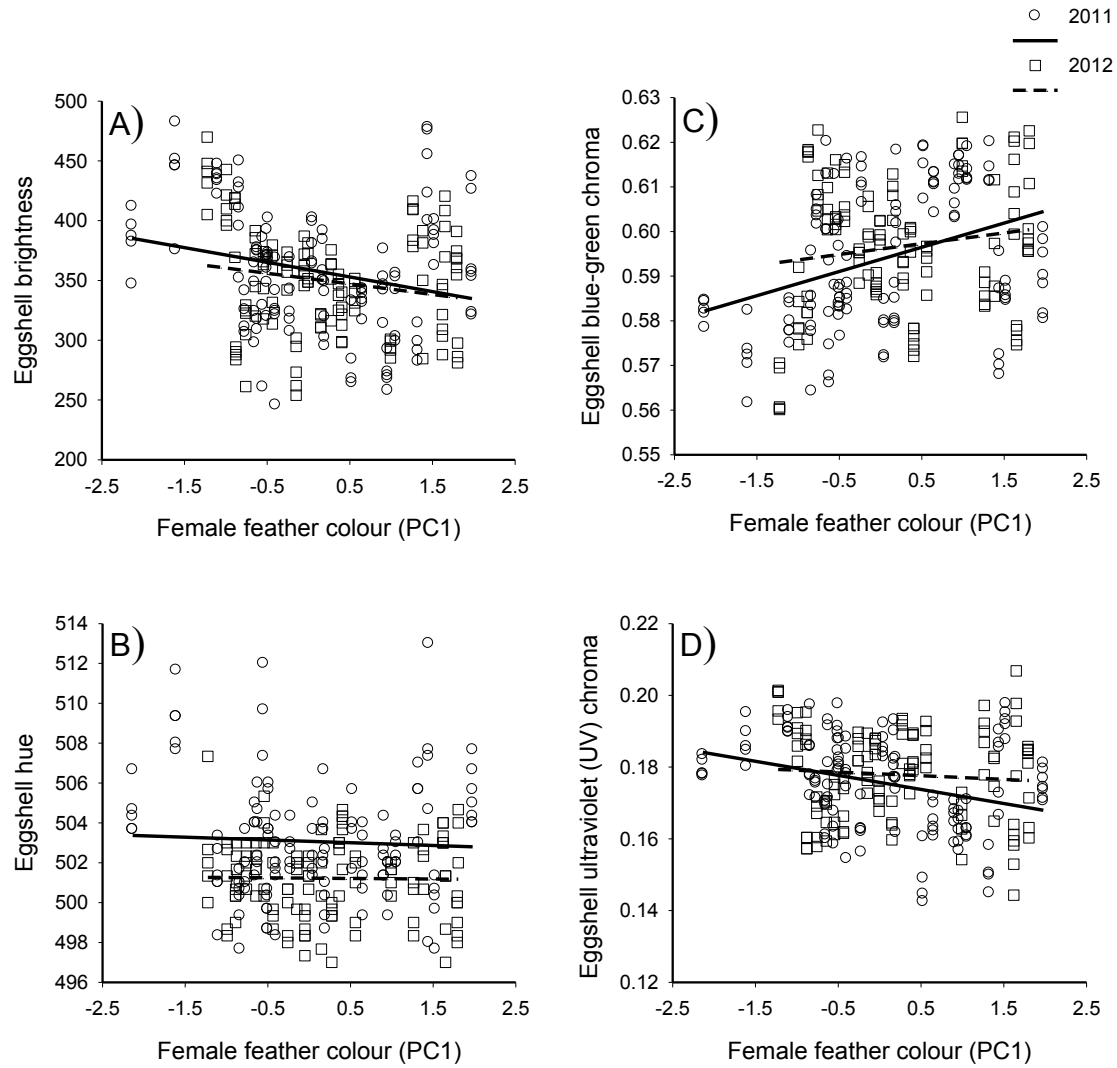 2011
2012
A)
500
450
400
350
300
250
200
Eggshell brightness
-2.5 -1.5 -0.5 0.5 1.5 2.5
Female feather colour (PC1)
C)
0.63
0.62
0.61
0.60
0.59
0.58
0.57
0.56
0.55
Eggshell blue-green chroma
-2.5 -1.5 -0.5 0.5 1.5 2.5
Female feather colour (PC1)
B)
514
512
510
508
506
504
502
500
498
496
Eggshell hue
-2.5 -1.5 -0.5 0.5 1.5 2.5
Female feather colour (PC1)
D)
0.22
0.20
0.18
0.16
0.14
0.12
Eggshell ultraviolet (UV) chroma
-2.5 -1.5 -0.5 0.5 1.5 2.5
Female feather colour (PC1)